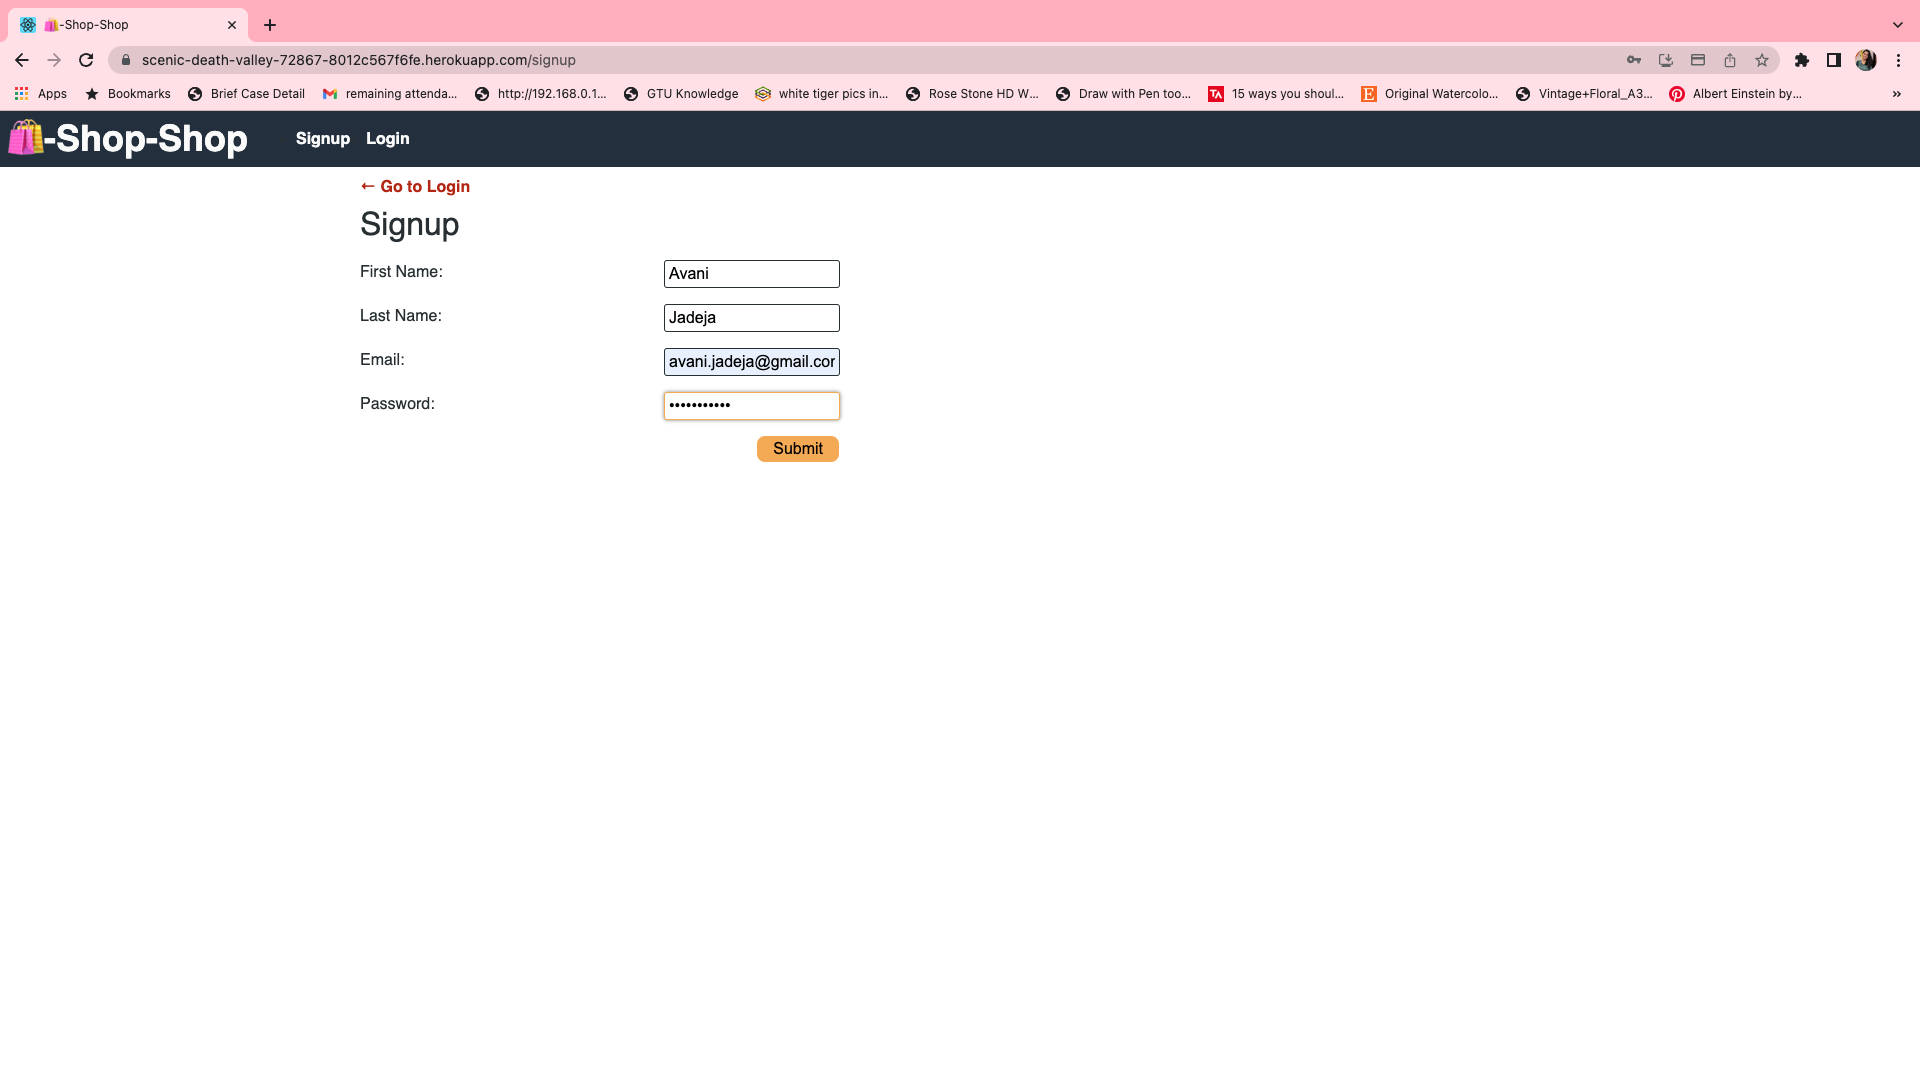 -Shop-Shop
scenic-death-valley-72867-8012c567f6fe.herokuapp.com/signup
Apps Bookmarks Brief Case Detail remaining attenda... http://192.168.0.1... GTU Knowledge white tiger pics in... Rose Stone HD W... Draw with Pen too... 15 ways you shoul... Original Watercolo... Vintage+Floral_A3... Albert Einstein by... »
-Shop-Shop Signup Login
← Go to Login
Signup
First Name: Avani
Last Name: Jadeja
Email: avani.jadeja@gmail.cor
Password: •••••••••••
Submit